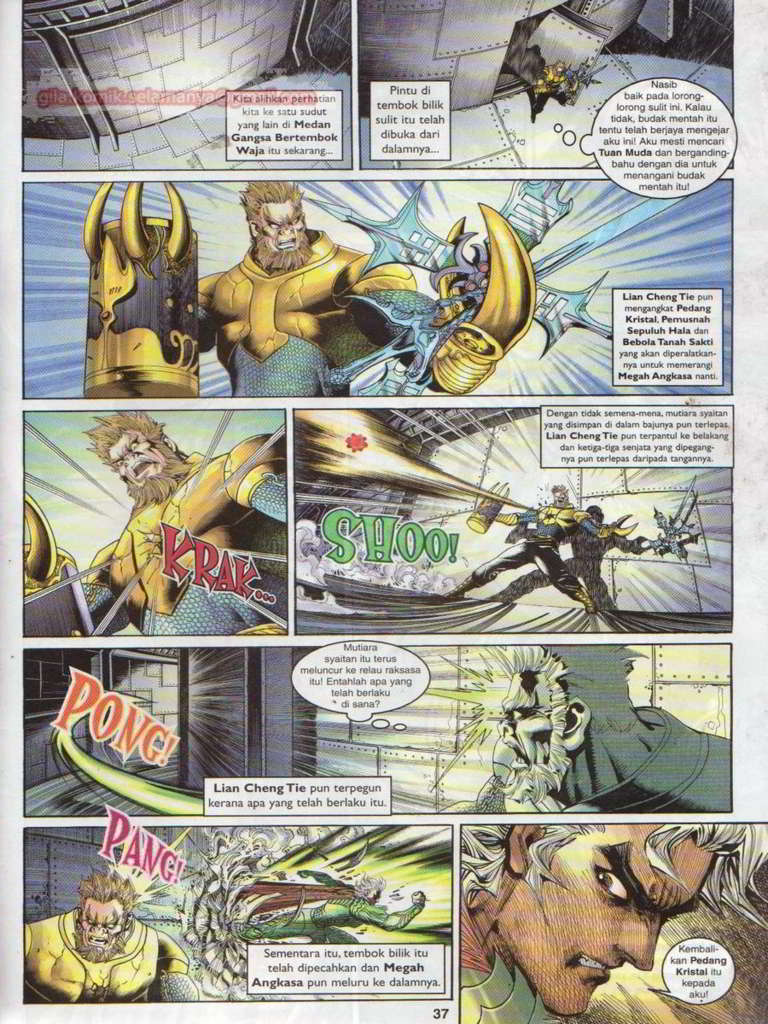 gila-komik.selamanya
Kita alihkan perhatian
kita ke satu sudut
yang lain di Medan
Gangsa Bertembok
Waja itu sekarang...
Pintu di
tembok bilik
sulit itu telah
dibuka dari
dalamnya...
Nasib
baik pada lorong-
lorong sulit ini. Kalau
tidak, budak mentah itu
tentu telah berjaya mengejar
aku ini! Aku mesti mencari
Tuan Muda dan berganding-
bahu dengan dia untuk
menangani budak
mentah itu!
Lian Cheng Tie pun
mengangkat Pedang
Kristal, Pemusnah
Sepuluh Hala dan
Bebola Tanah Sakti
yang akan diperalatkan-
nya untuk memerangi
Megah Angkasa nanti.
KRAK...
Dengan tidak semena-mena, mutiara syaitan
yang disimpan di dalam bajunya pun terlepas.
Lian Cheng Tie pun terpantul ke belakang
dan ketiga-tiga senjata yang dipegang-
nya pun terlepas daripada tangannya.
SHOO!
PONG!
Mutiara
syaitan itu terus
meluncur ke relau raksasa
itu! Entahlah apa yang
telah berlaku
di sana?
Lian Cheng Tie pun terpegun
kerana apa yang telah berlaku itu.
PANG!
Sementara itu, tembok bilik itu
telah dipecahkan dan Megah
Angkasa pun meluru ke dalamnya.
Kembali-
kan Pedang
Kristal itu
kepada
aku!
37